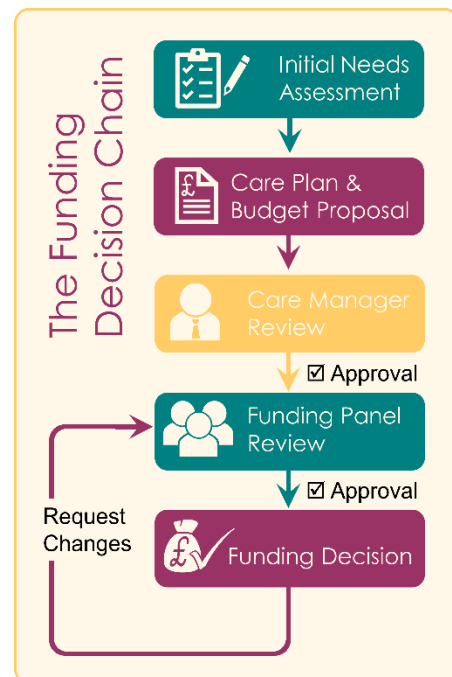 The Funding
Decision Chain
Initial Needs
Assessment
£
Care Plan &
Budget Proposal
Care Manager
Review
☑ Approval
Funding Panel
Review
☑ Approval
Request
Changes
£
Funding Decision